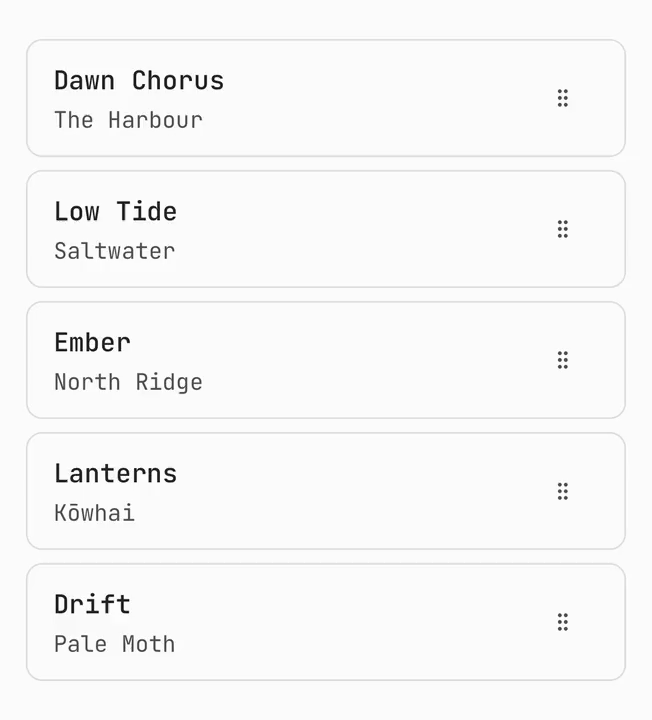 Dawn Chorus
The Harbour
Low Tide
Saltwater
Ember
North Ridge
Lanterns
Kōwhai
Drift
Pale Moth